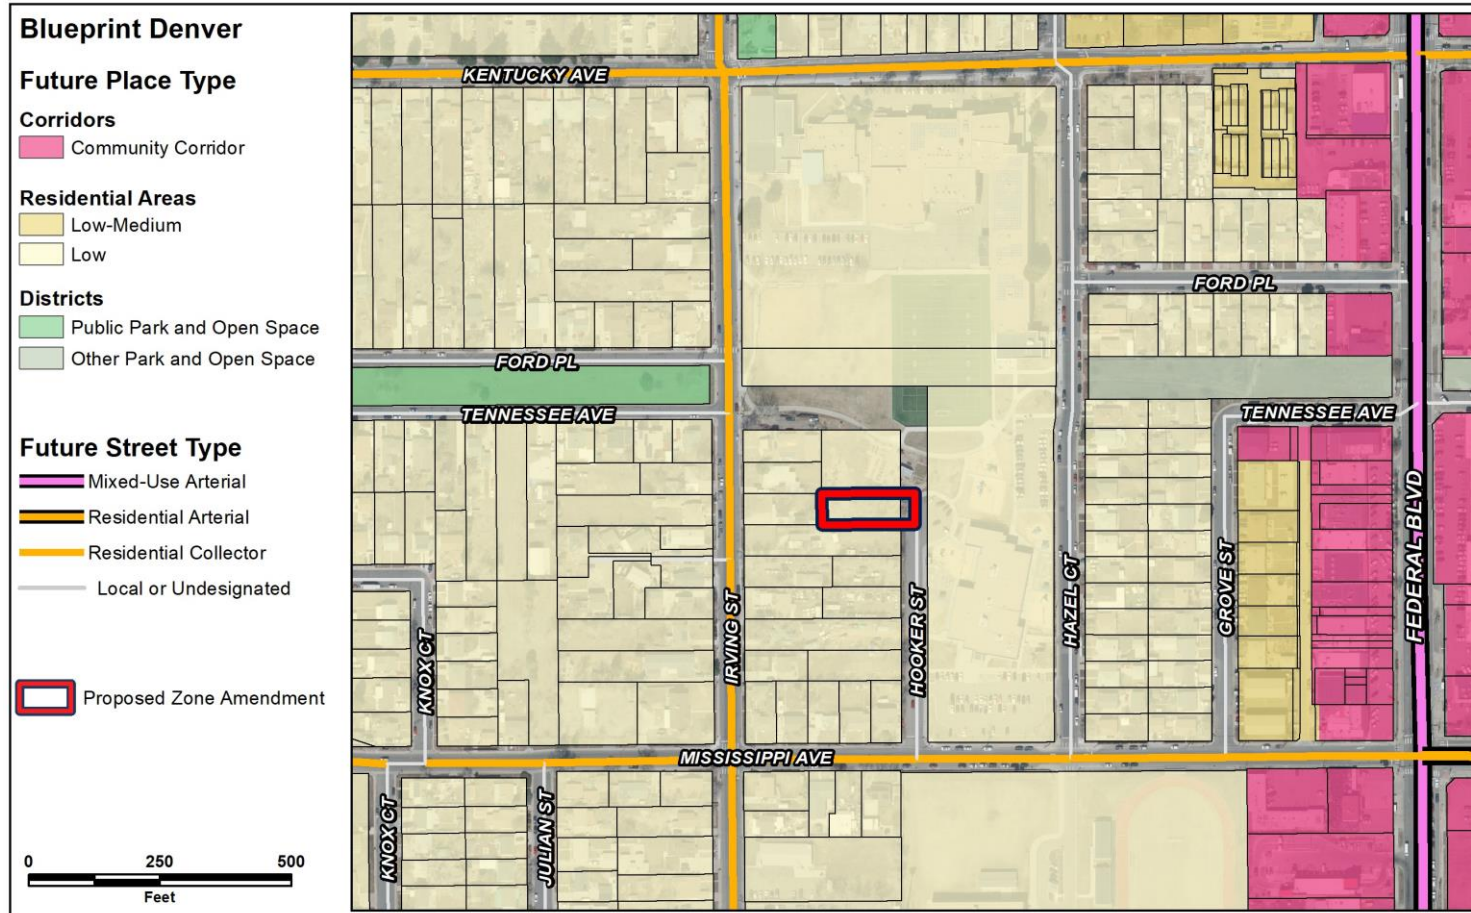 Blueprint Denver
Future Place Type
Corridors
Community Corridor
Residential Areas
Low-Medium
Low
Districts
Public Park and Open Space
Other Park and Open Space
Future Street Type
Mixed-Use Arterial
Residential Arterial
Residential Collector
Local or Undesignated
Proposed Zone Amendment
0 250 500
Feet
KENTUCKY AVE
FORD PL
FORD PL
TENNESSEE AVE
TENNESSEE AVE
KNOX CT
IRVING ST
HOOKER ST
HAZEL CT
GROVE ST
FEDERAL BLVD
MISSISSIPPI AVE
KNOX CT
JULIAN ST